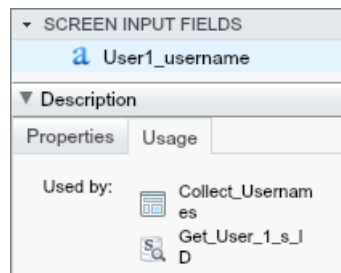 SCREEN INPUT FIELDS
a User1_username
Description
Properties Usage
Used by: Collect_Usernam
es
Get_User_1_s_I
D